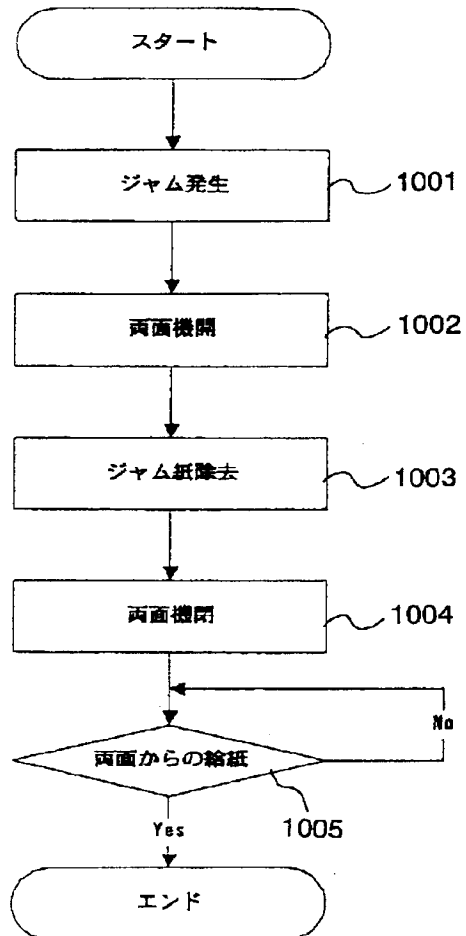 スタート
ジャム発生
1001
両面機開
1002
ジャム紙除去
1003
両面機閉
1004
No
両面からの給紙
1005
Yes
エンド